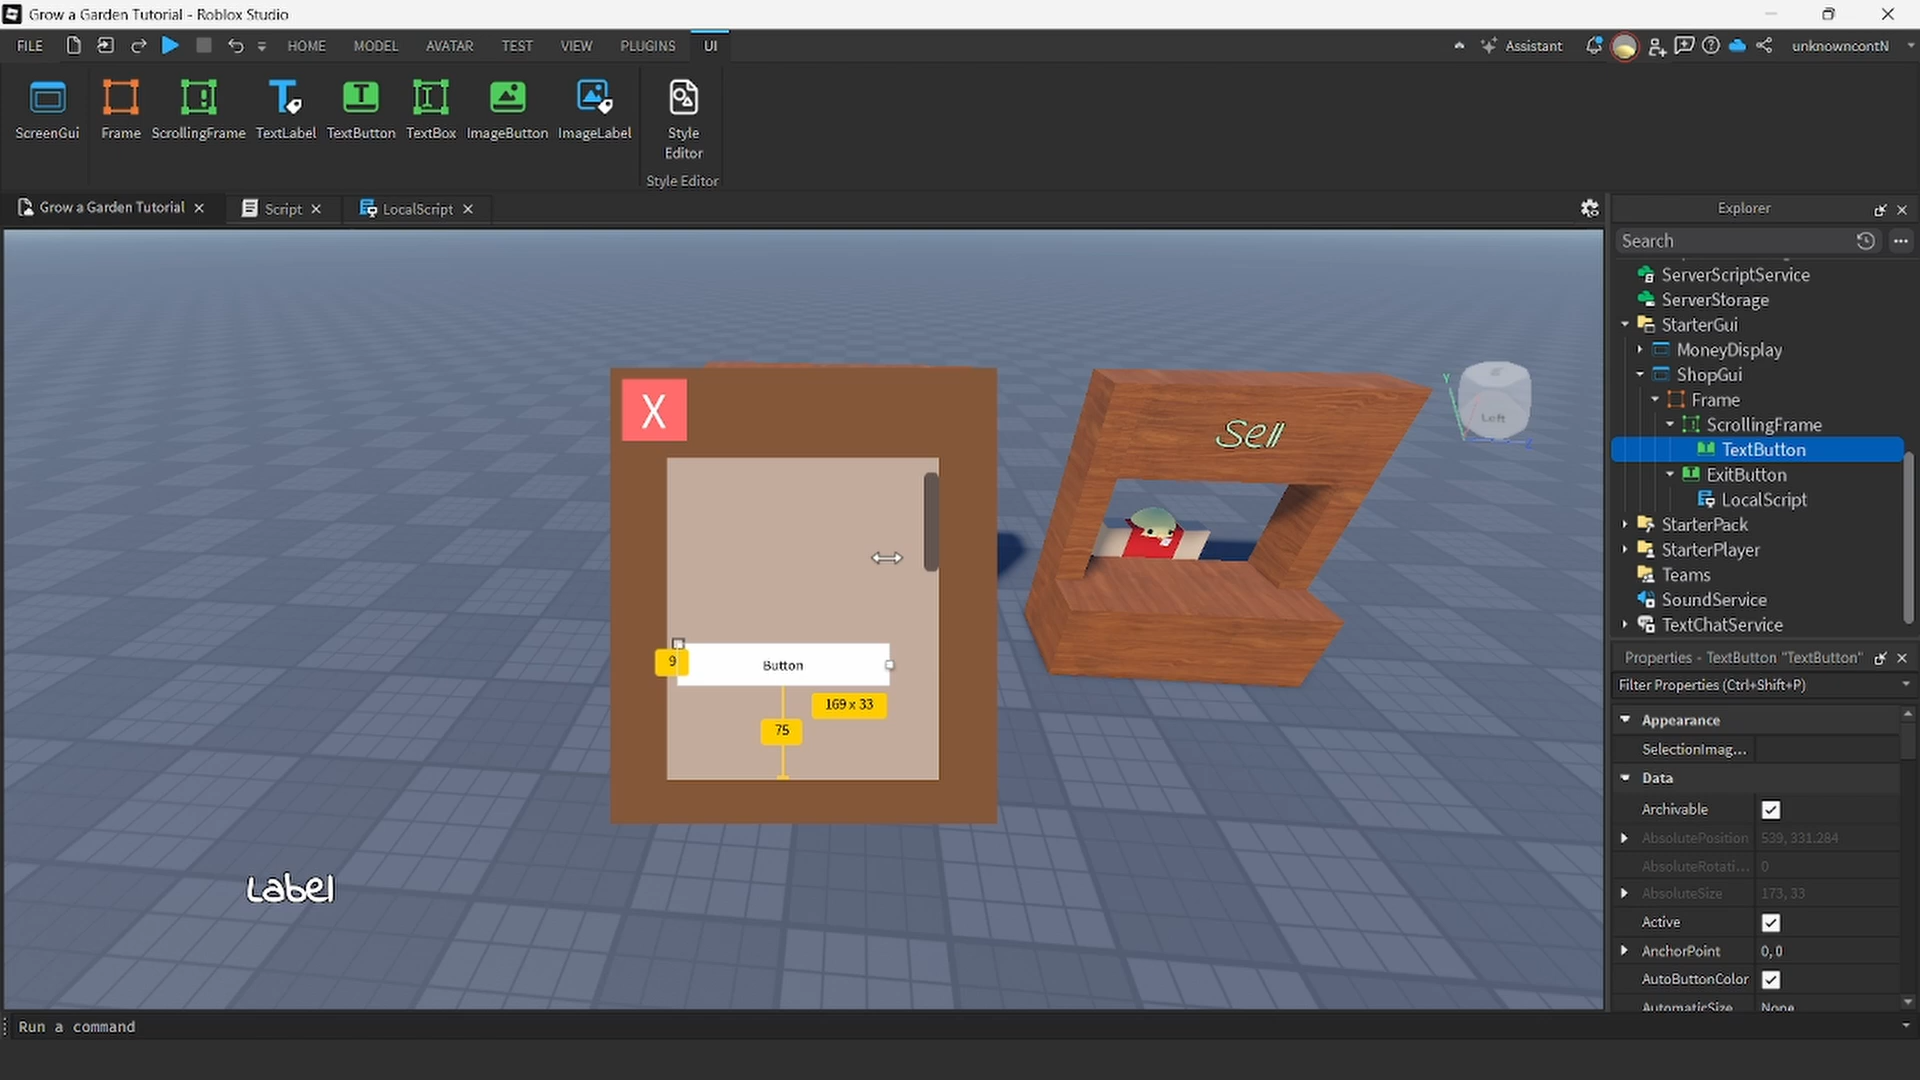 Grow a Garden Tutorial - Roblox Studio
FILE
HOME
MODEL
AVATAR
TEST
VIEW
PLUGINS
UI
Assistant
unknowncontN
ScreenGui
Frame
ScrollingFrame
TextLabel
TextButton
TextBox
ImageButton
ImageLabel
Style
Editor
Style Editor
Grow a Garden Tutorial
Script
LocalScript
X
Button
9
169 x 33
75
Sell
Left
Y
Label
Explorer
Search
ServerScriptService
ServerStorage
StarterGui
MoneyDisplay
ShopGui
Frame
ScrollingFrame
TextButton
ExitButton
LocalScript
StarterPack
StarterPlayer
Teams
SoundService
TextChatService
Properties - TextButton "TextButton"
Filter Properties (Ctrl+Shift+P)
Appearance
SelectionImag...
Data
Archivable
AbsolutePosition 539, 331.284
AbsoluteRotati... 0
AbsoluteSize 173, 33
Active
AnchorPoint 0,0
AutoButtonColor
AutomaticSize None
Run a command